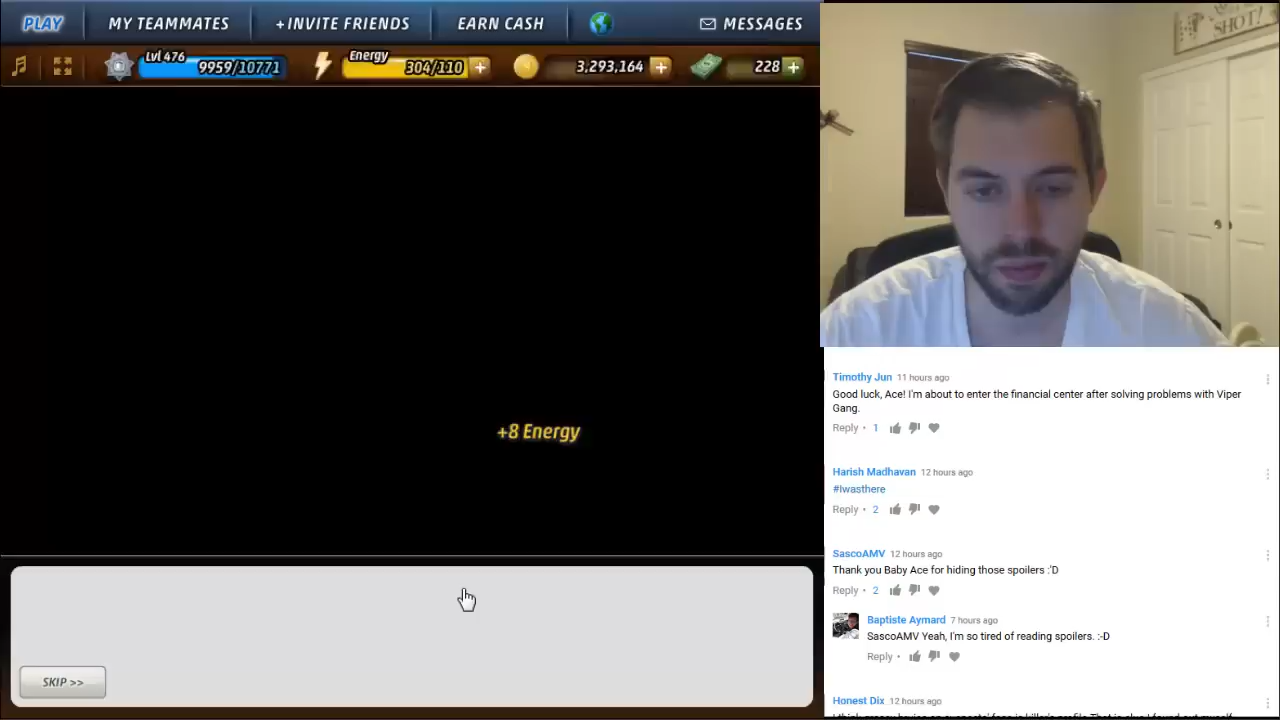 PLAY
MY TEAMMATES
+INVITE FRIENDS
EARN CASH
MESSAGES
Lvl 476
9959/10771
Energy
304/110
3,293,164
228
SHOT!
+8 Energy
SKIP >>
Timothy Jun 11 hours ago
Good luck, Ace! I'm about to enter the financial center after solving problems with Viper
Gang.
Reply • 1
Harish Madhavan 12 hours ago
#Iwasthere
Reply • 2
SascoAMV 12 hours ago
Thank you Baby Ace for hiding those spoilers :'D
Reply • 2
Baptiste Aymard 7 hours ago
SascoAMV Yeah, I'm so tired of reading spoilers. :-D
Reply •
Honest Dix 12 hours ago